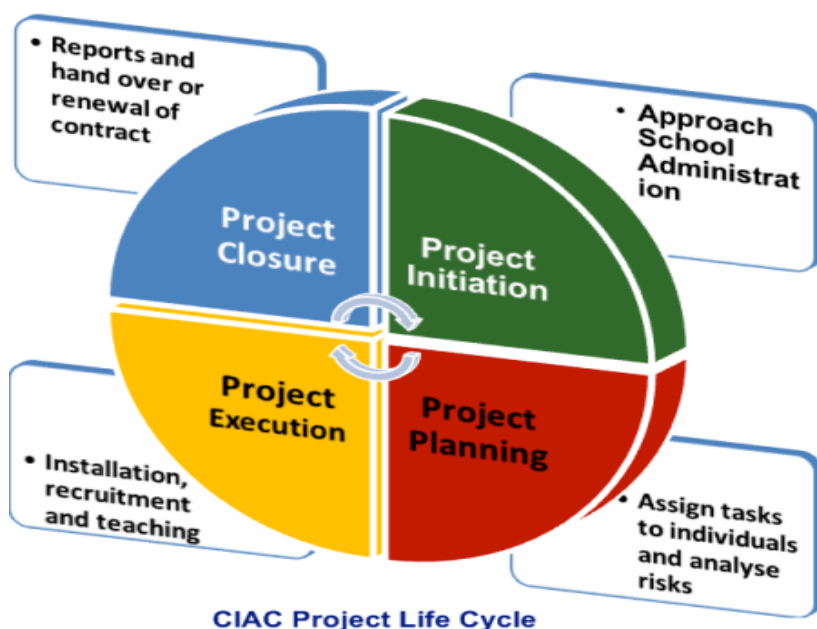 • Reports and
hand over or
renewal of
contract
• Approach
School
Administrat
ion
Project
Closure
Project
Initiation
Project
Execution
Project
Planning
• Installation,
recruitment
and teaching
• Assign tasks
to individuals
and analyse
risks
CIAC Project Life Cycle